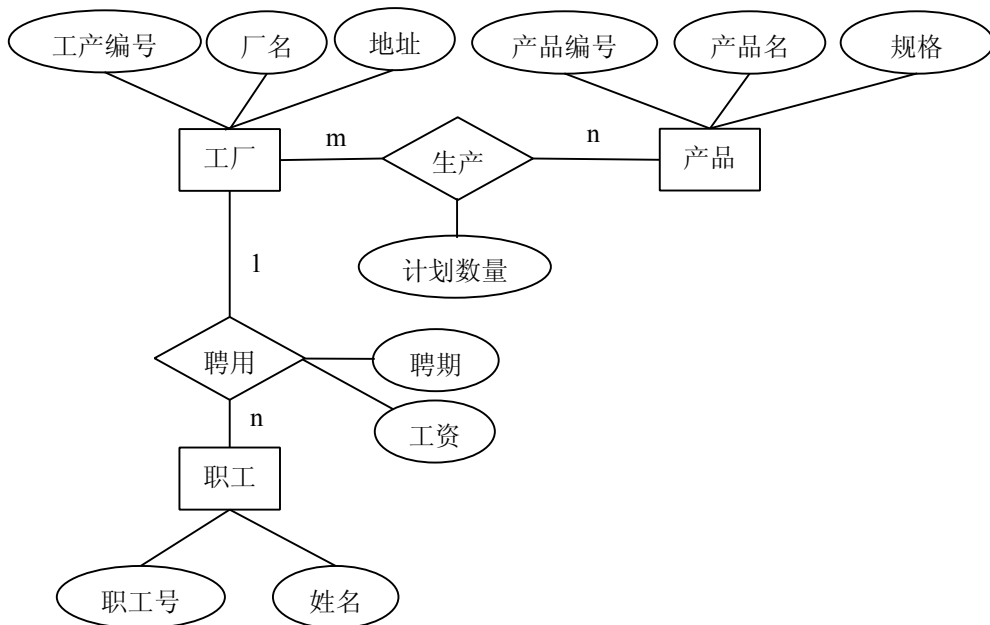 工产编号
厂名
地址
产品编号
产品名
规格
工厂
m
生产
n
产品
计划数量
1
聘用
聘期
工资
n
职工
职工号
姓名